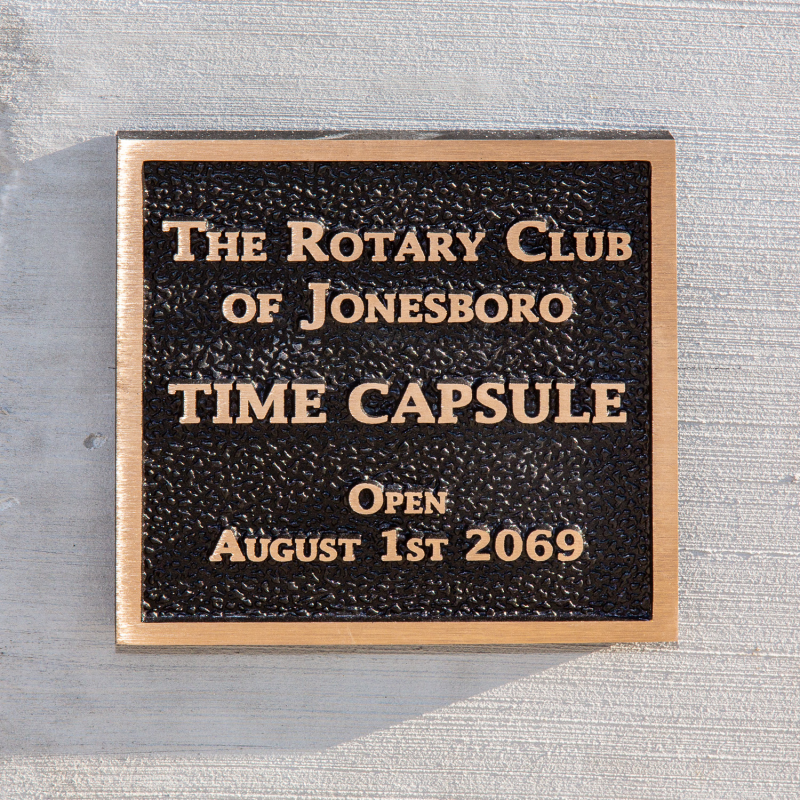 The Rotary Club
of Jonesboro
TIME CAPSULE
Open
August 1st 2069